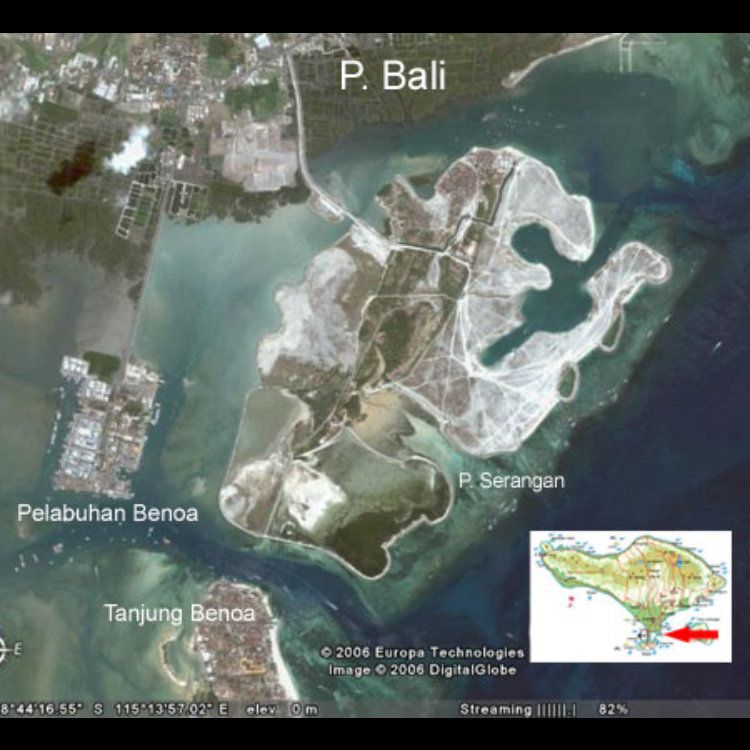 P. Bali
P. Serangan
Pelabuhan Benoa
Tanjung Benoa
© 2006 Europa Technologies
Image © 2006 DigitalGlobe
E
8°44'16.55" S 115°13'57.02" E elev 0 m
Streaming ||||||.| 82%